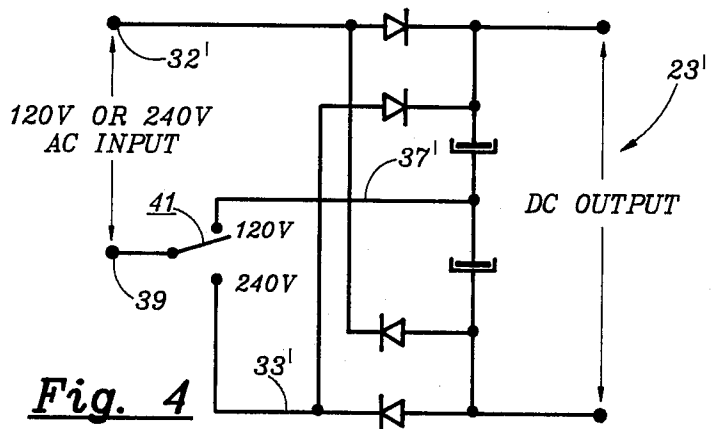 32'
23'
120V OR 240V
AC INPUT
37'
DC OUTPUT
41
120V
39
240V
33'
Fig. 4